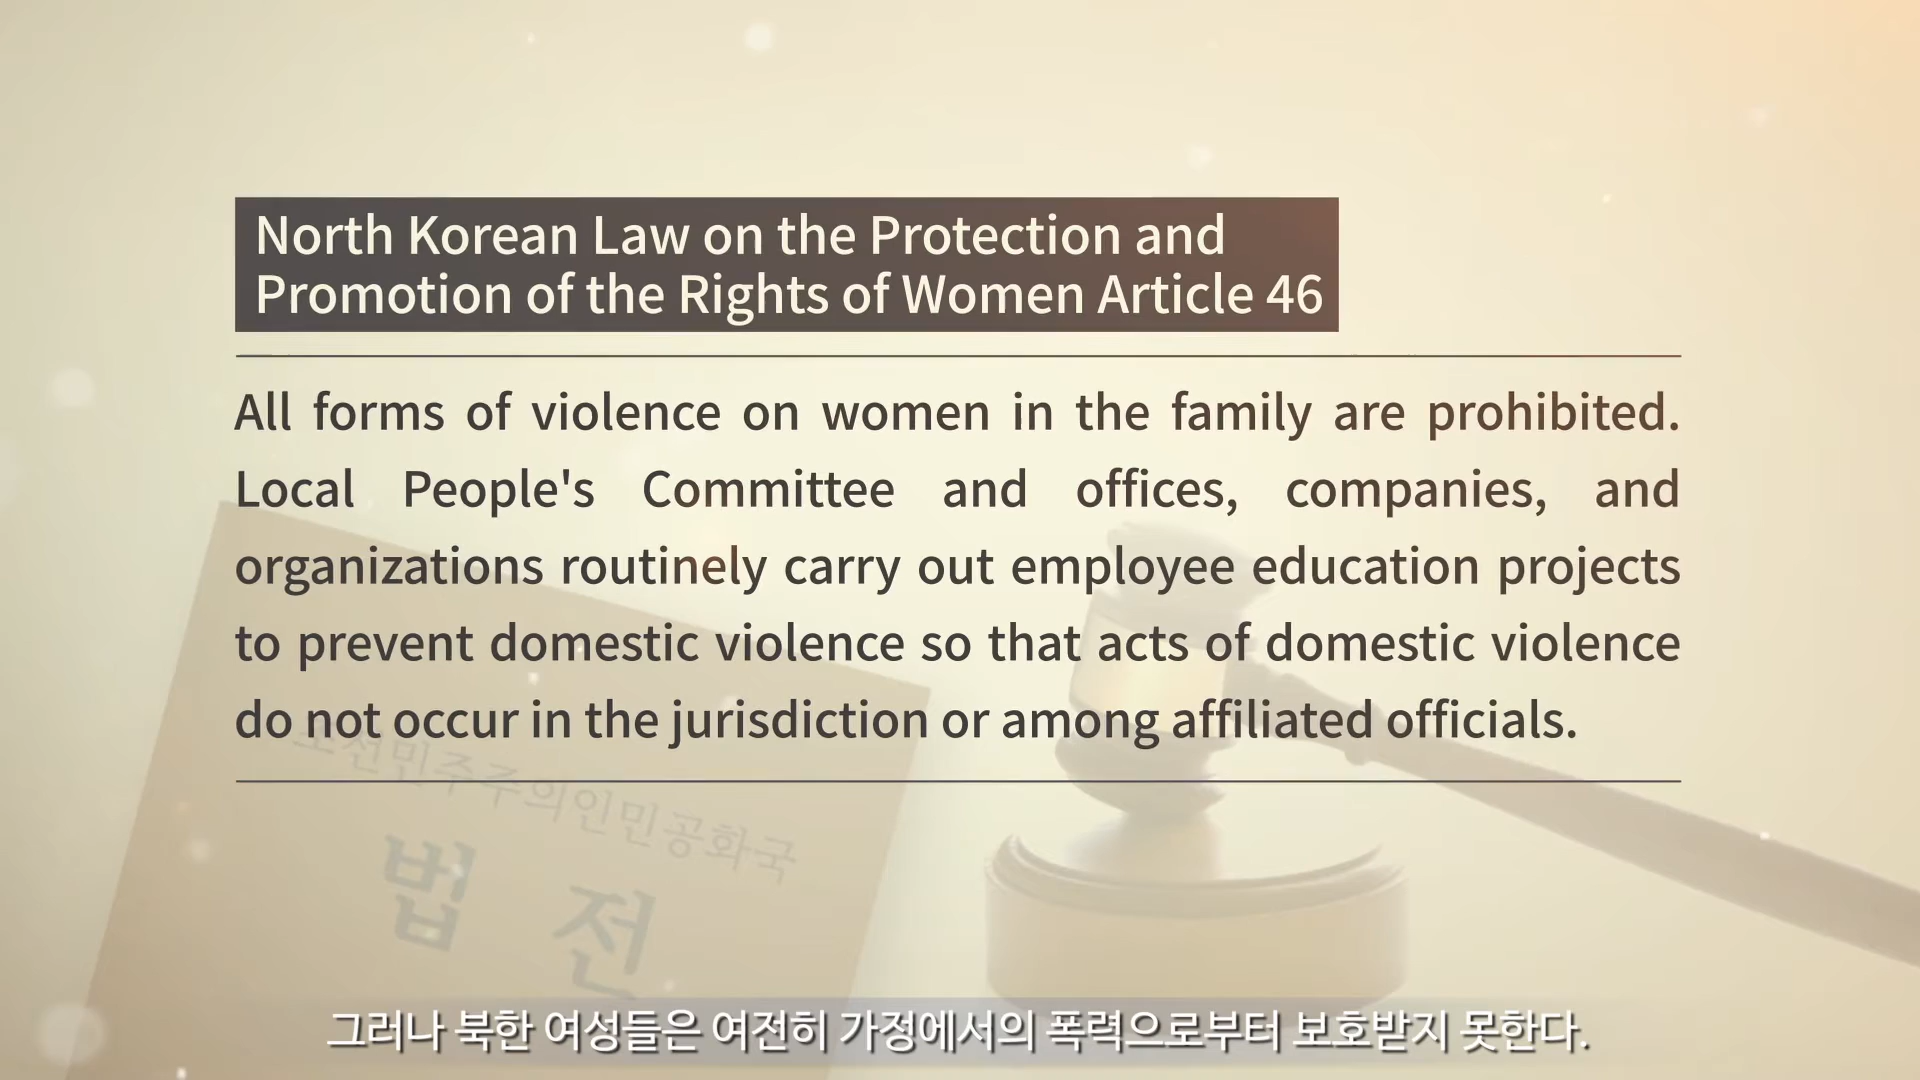 North Korean Law on the Protection and
Promotion of the Rights of Women Article 46
All forms of violence on women in the family are prohibited.
Local People's Committee and offices, companies, and
organizations routinely carry out employee education projects
to prevent domestic violence so that acts of domestic violence
do not occur in the jurisdiction or among affiliated officials.
조선민주주의인민공화국
법 전
그러나 북한 여성들은 여전히 가정에서의 폭력으로부터 보호받지 못한다.